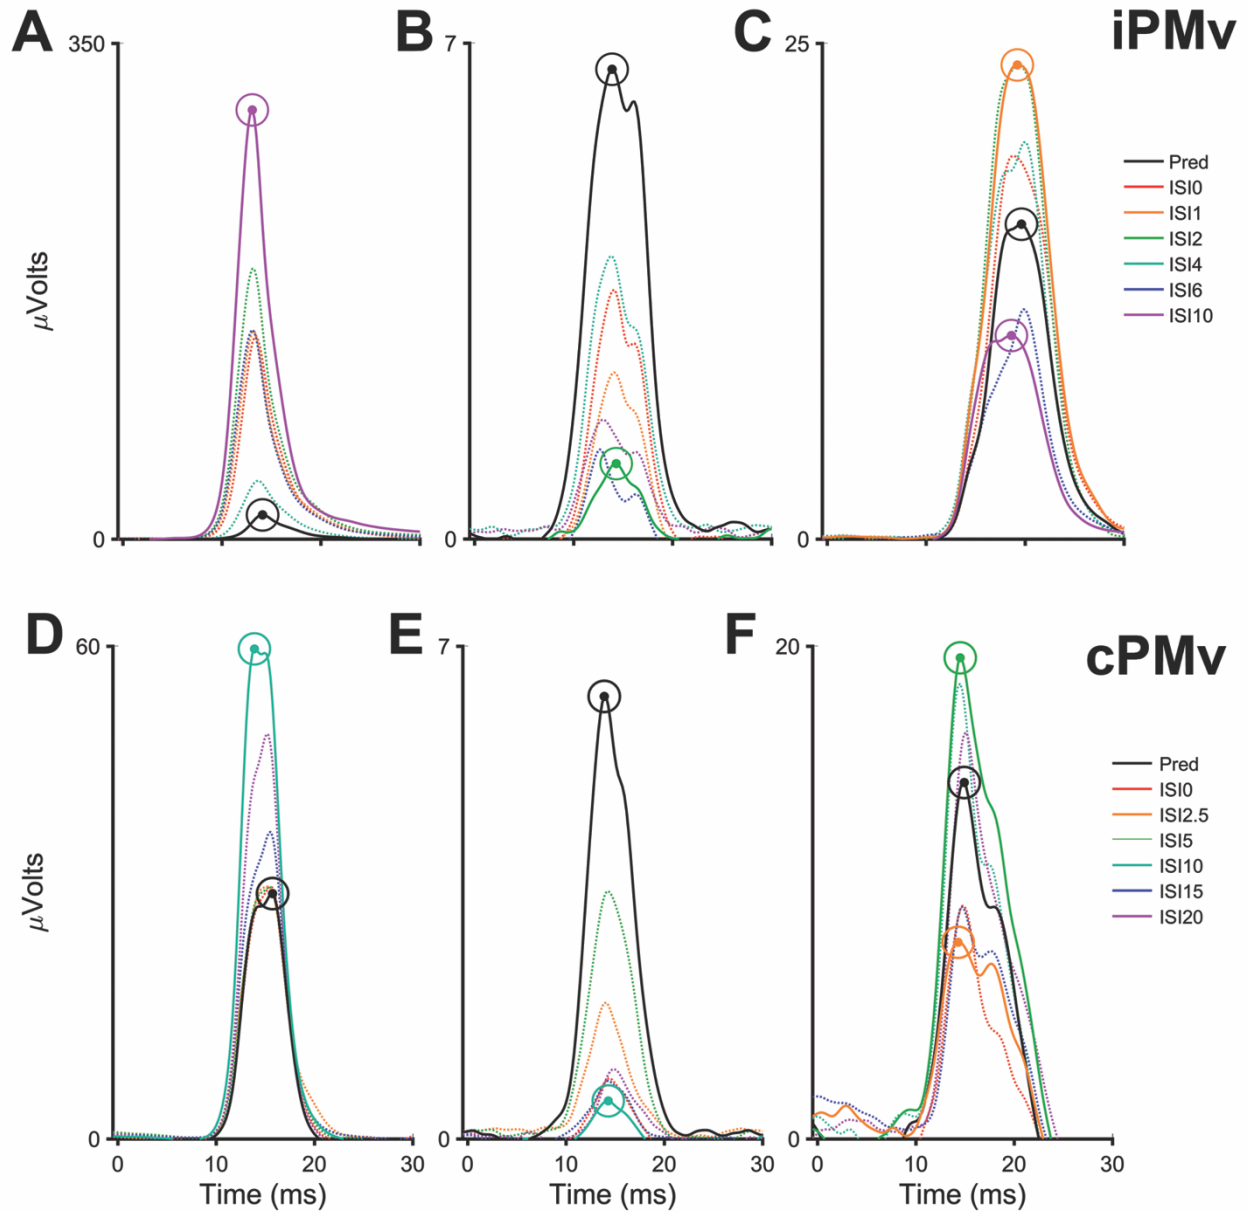 A
350
0
μVolts
B
7
0
C
25
0
iPMv
Pred
ISI0
ISI1
ISI2
ISI4
ISI6
ISI10
D
60
0
μVolts
0 10 20 30
Time (ms)
E
7
0
0 10 20 30
Time (ms)
F
20
0
0 10 20 30
Time (ms)
cPMv
Pred
ISI0
ISI2.5
ISI5
ISI10
ISI15
ISI20